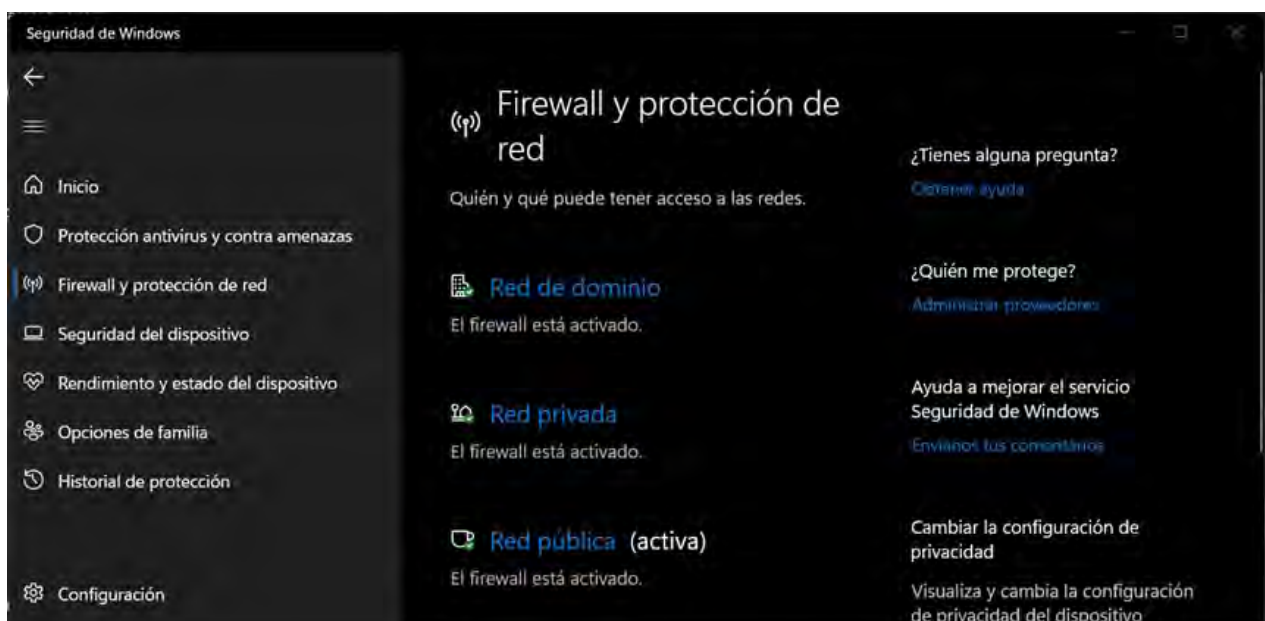 Seguridad de Windows
Inicio
Protección antivirus y contra amenazas
Firewall y protección de red
Seguridad del dispositivo
Rendimiento y estado del dispositivo
Opciones de familia
Historial de protección
Configuración
Firewall y protección de
red
Quién y qué puede tener acceso a las redes.
Red de dominio
El firewall está activado.
Red privada
El firewall está activado.
Red pública (activa)
El firewall está activado.
¿Tienes alguna pregunta?
Obtener ayuda
¿Quién me protege?
Administrar proveedores
Ayuda a mejorar el servicio
Seguridad de Windows
Envíanos tus comentarios
Cambiar la configuración de
privacidad
Visualiza y cambia la configuración
de privacidad del dispositivo